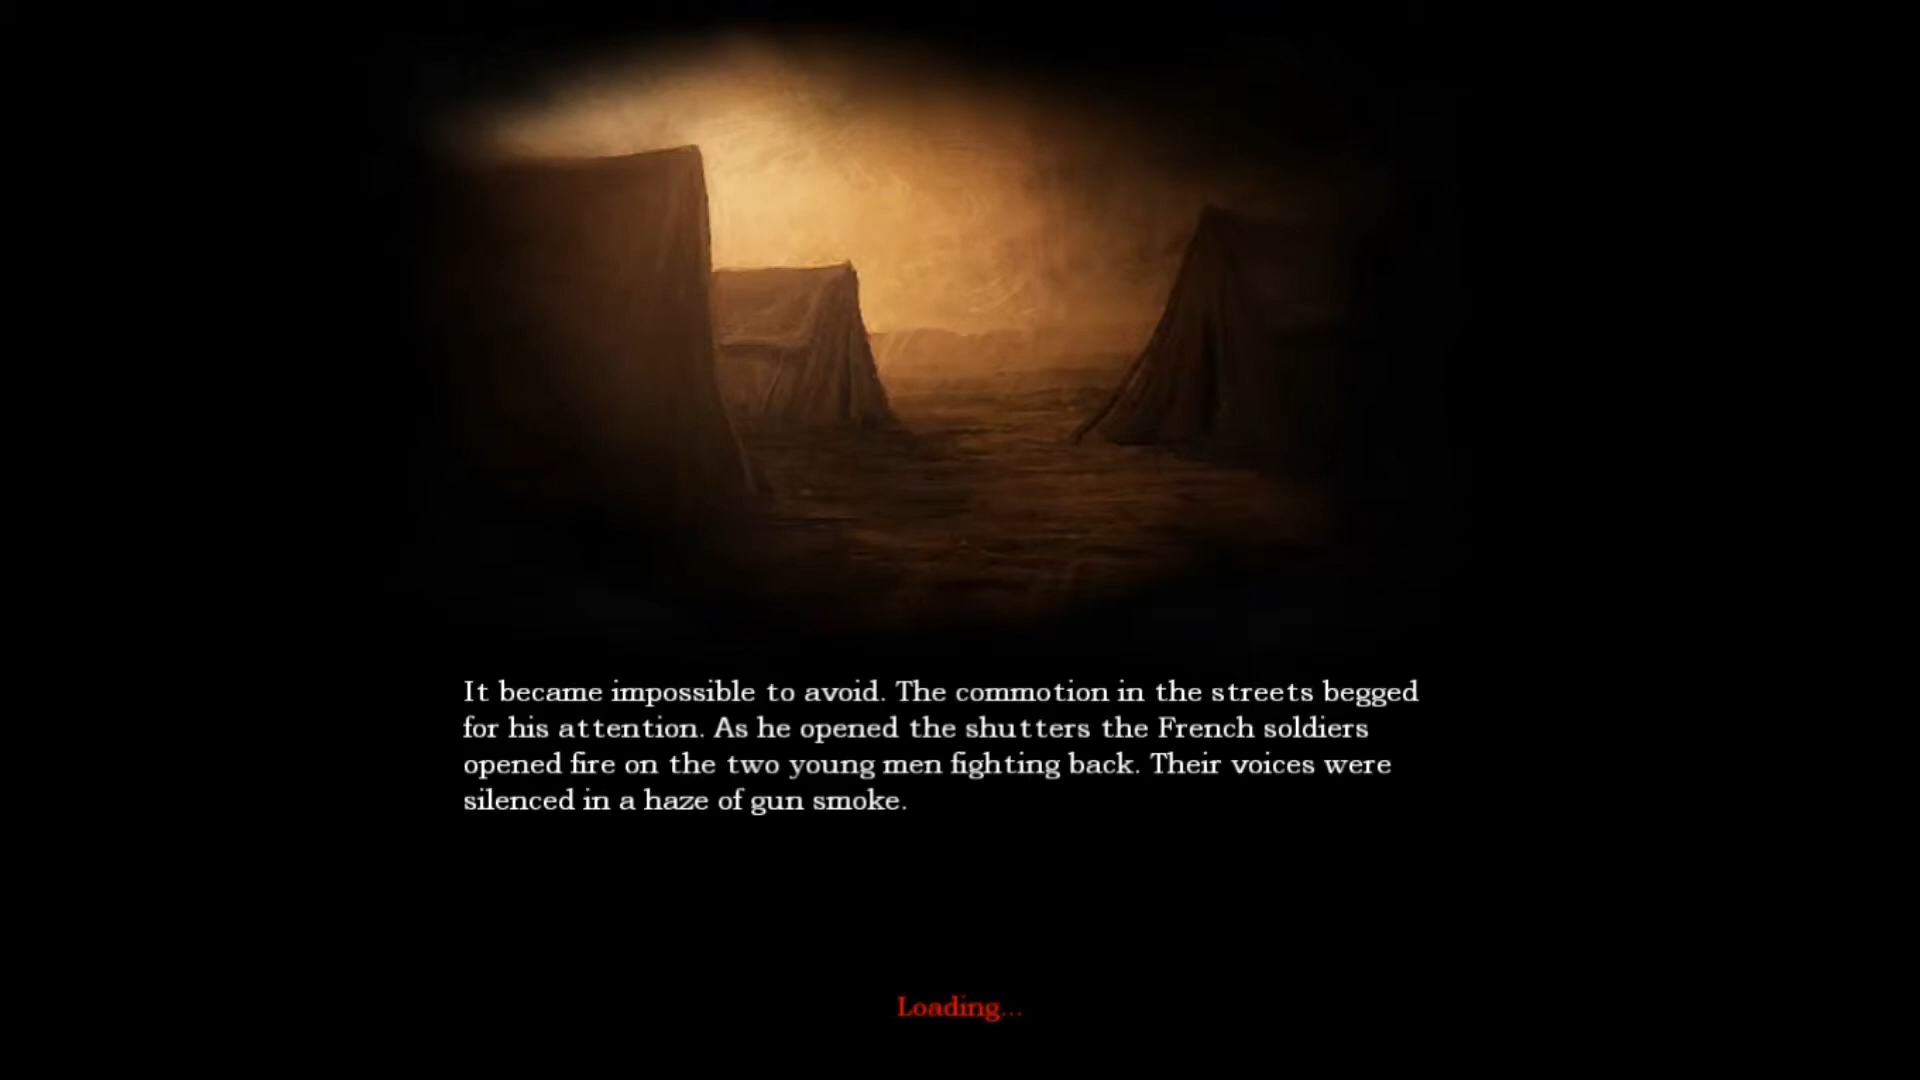 It became impossible to avoid. The commotion in the streets begged
for his attention. As he opened the shutters the French soldiers
opened fire on the two young men fighting back. Their voices were
silenced in a haze of gun smoke.
Loading...